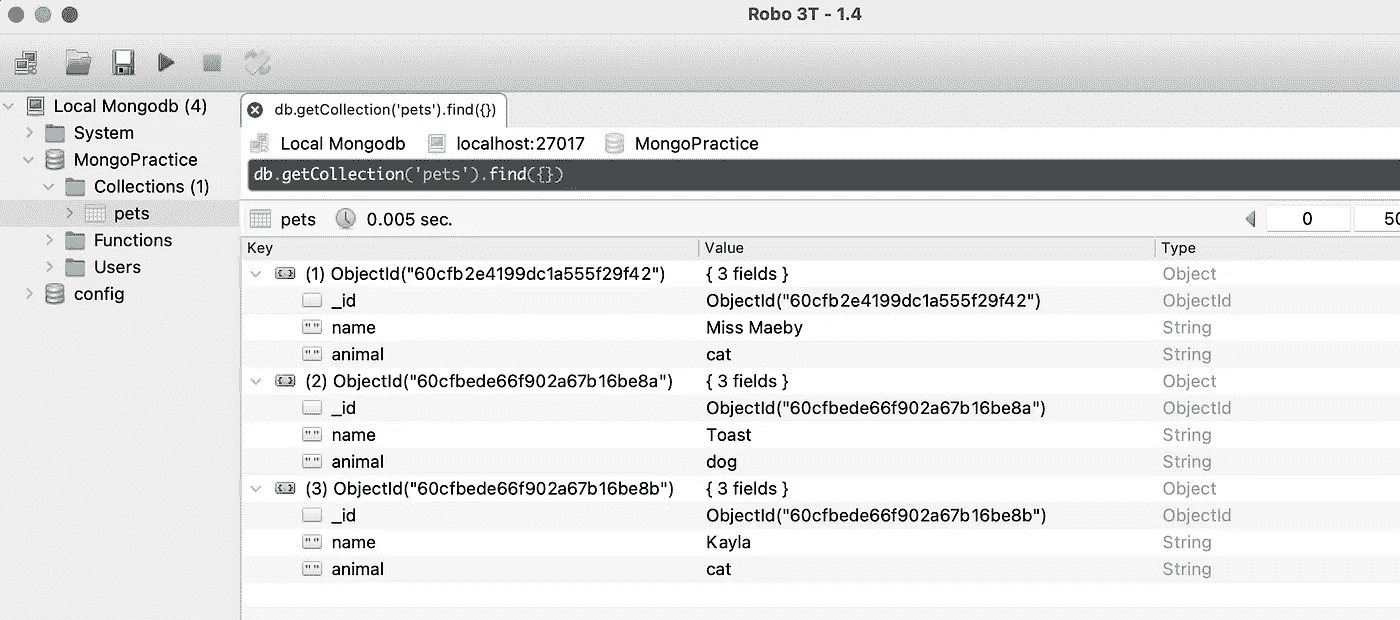 Robo 3T - 1.4
Local Mongodb (4)
System
MongoPractice
Collections (1)
pets
Functions
Users
config
db.getCollection('pets').find({})
Local Mongodb localhost:27017 MongoPractice
db.getCollection('pets').find({})
pets 0.005 sec. 0 50
Key Value Type
(1) ObjectId("60cfb2e4199dc1a555f29f42") { 3 fields } Object
_id ObjectId("60cfb2e4199dc1a555f29f42") ObjectId
name Miss Maeby String
animal cat String
(2) ObjectId("60cfbede66f902a67b16be8a") { 3 fields } Object
_id ObjectId("60cfbede66f902a67b16be8a") ObjectId
name Toast String
animal dog String
(3) ObjectId("60cfbede66f902a67b16be8b") { 3 fields } Object
_id ObjectId("60cfbede66f902a67b16be8b") ObjectId
name Kayla String
animal cat String